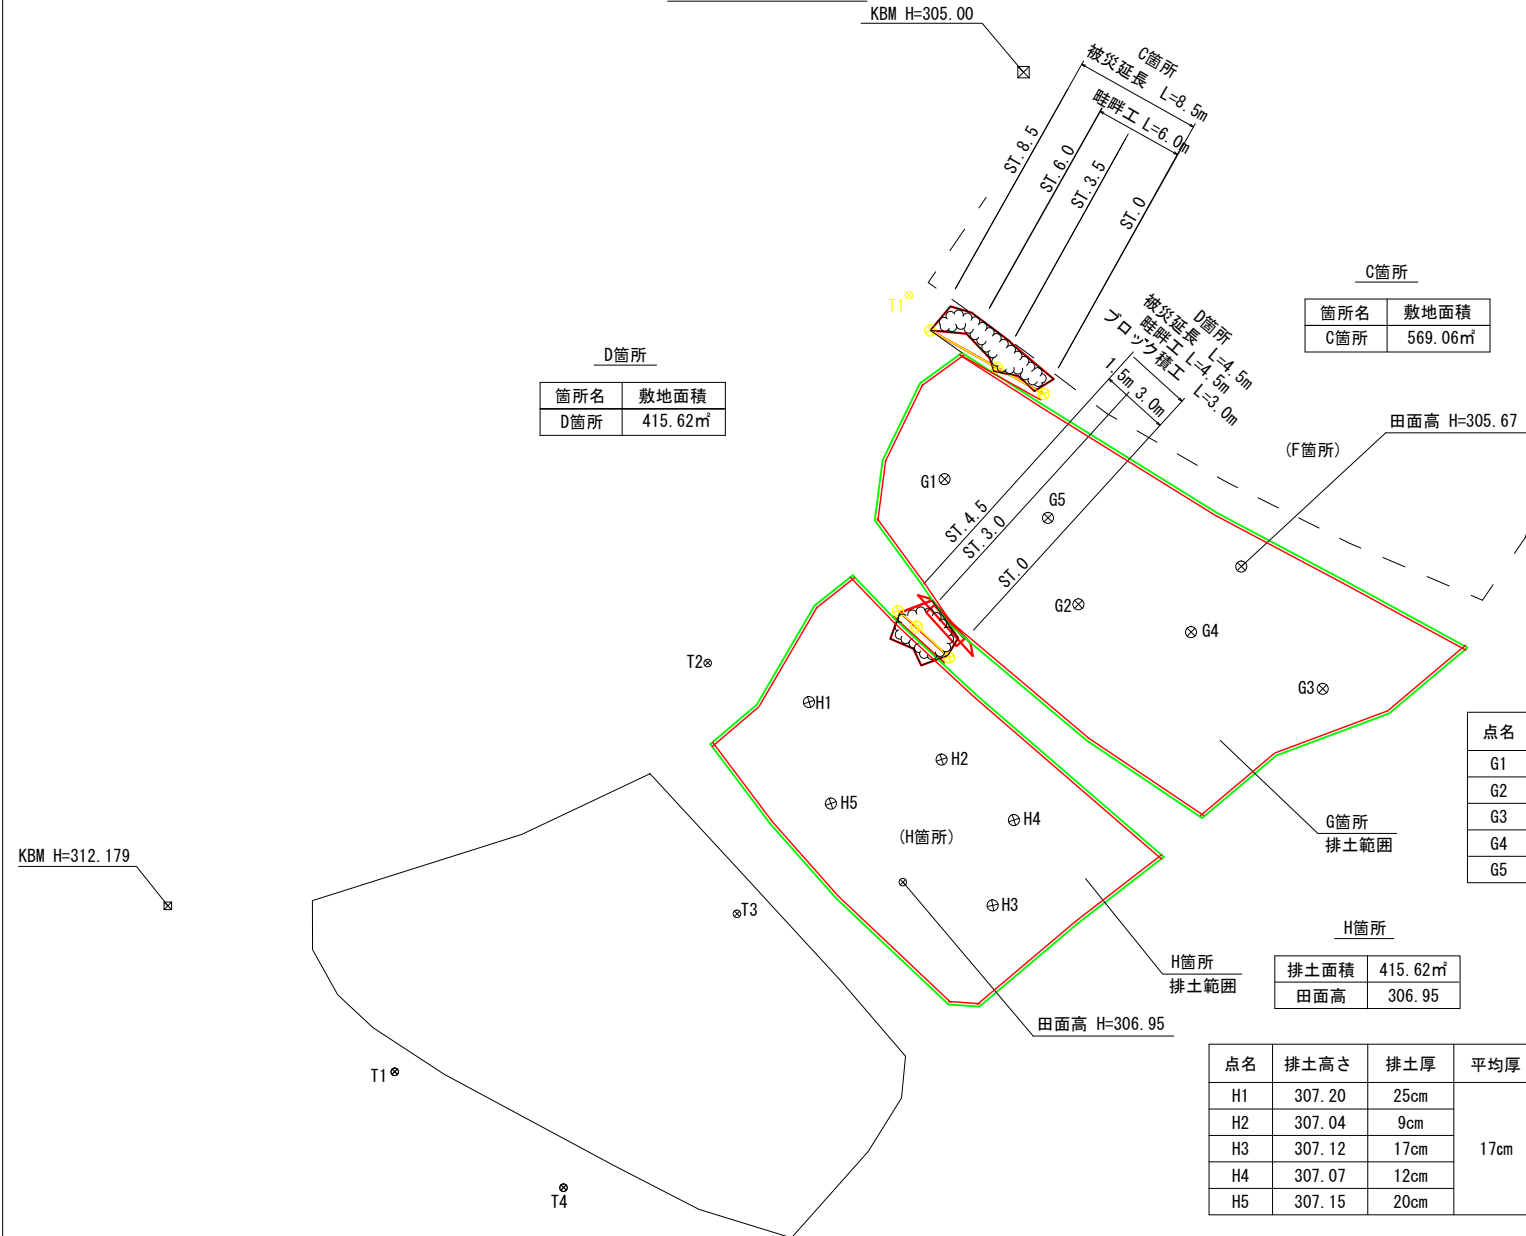 KBM H=305.00
C箇所
被災延長 L=8.5m
畦畔工 L=6.0m
ST.8.5
ST.6.0
ST.3.5
ST.0
T1
C箇所
箇所名 敷地面積
C箇所 569.06㎡
D箇所
箇所名 敷地面積
D箇所 415.62㎡
D箇所
被災延長 L=4.5m
畦畔工 L=4.5m
ブロック積工 L=3.0m
1.5m 3.0m
ST.4.5
ST.3.0
ST.0
田面高 H=305.67
(F箇所)
G1
G5
G2
G4
G3
T2
H1
H2
H5
H4
(H箇所)
H3
T3
点名
G1
G2
G3
G4
G5
G箇所
排土範囲
KBM H=312.179
H箇所
排土範囲
H箇所
排土面積 415.62㎡
田面高 306.95
田面高 H=306.95
T1
T4
点名 排土高さ 排土厚 平均厚
H1 307.20 25cm
H2 307.04 9cm
H3 307.12 17cm 17cm
H4 307.07 12cm
H5 307.15 20cm